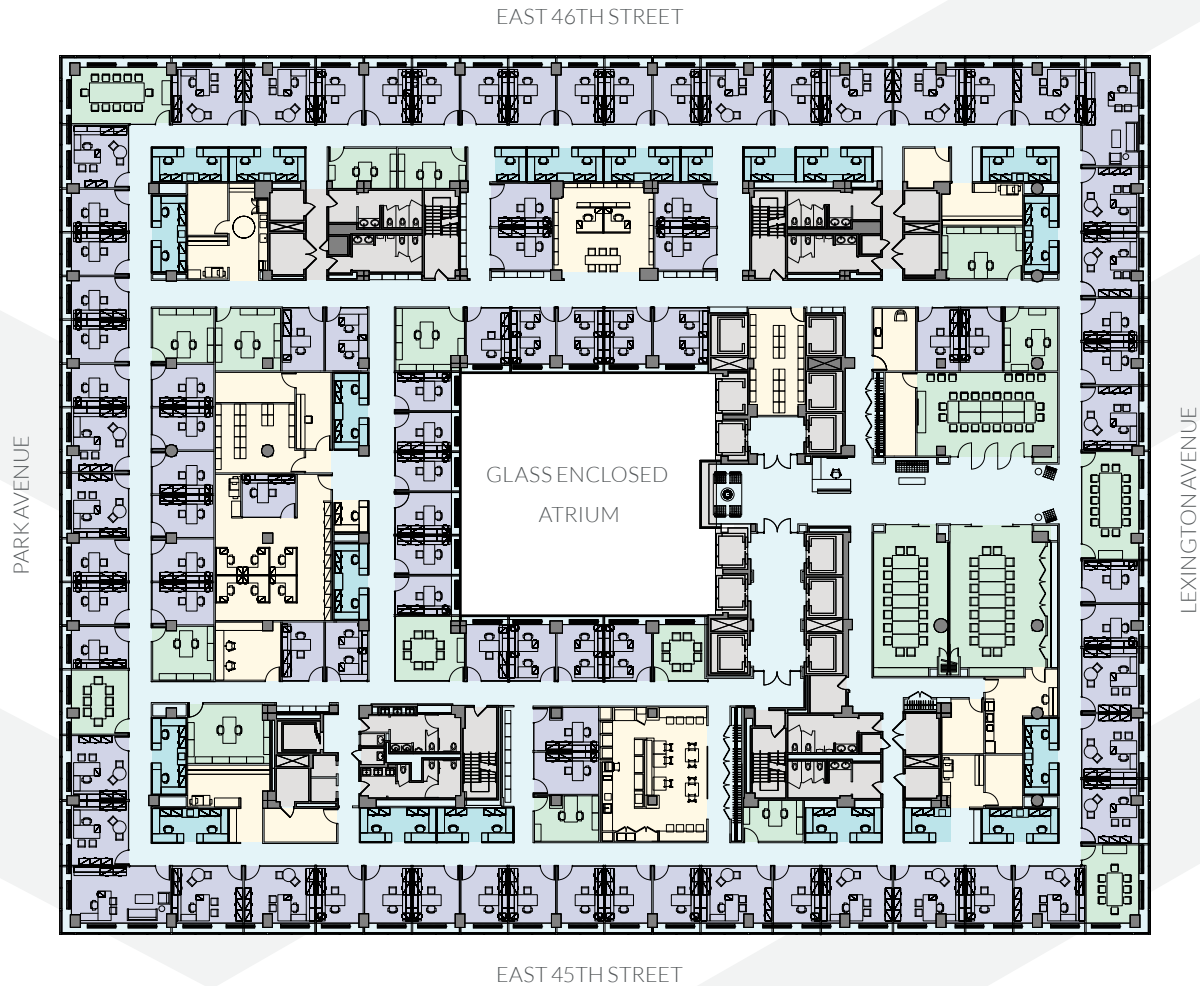 EAST 46TH STREET
PARK AVENUE
GLASS ENCLOSED
ATRIUM
LEXINGTON AVENUE
EAST 45TH STREET